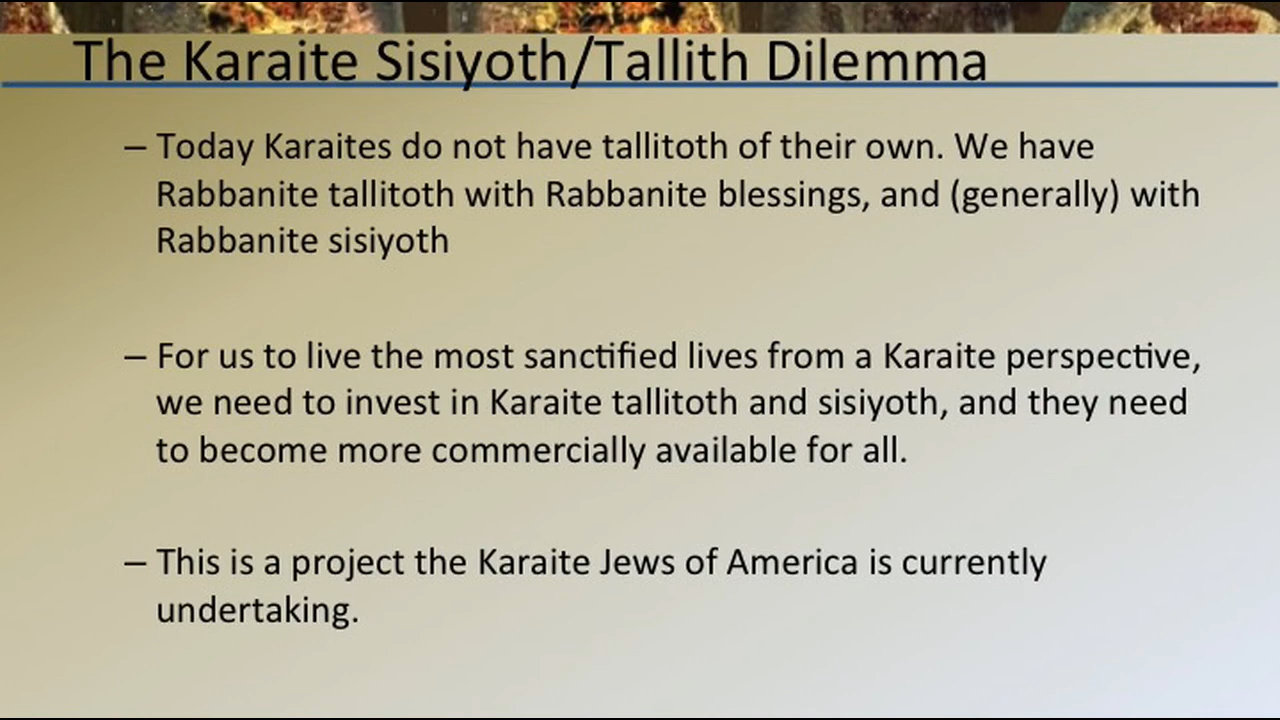 The Karaite Sisiyoth/Tallith Dilemma
– Today Karaites do not have tallitoth of their own. We have
Rabbanite tallitoth with Rabbanite blessings, and (generally) with
Rabbanite sisiyoth
– For us to live the most sanctified lives from a Karaite perspective,
we need to invest in Karaite tallitoth and sisiyoth, and they need
to become more commercially available for all.
– This is a project the Karaite Jews of America is currently
undertaking.